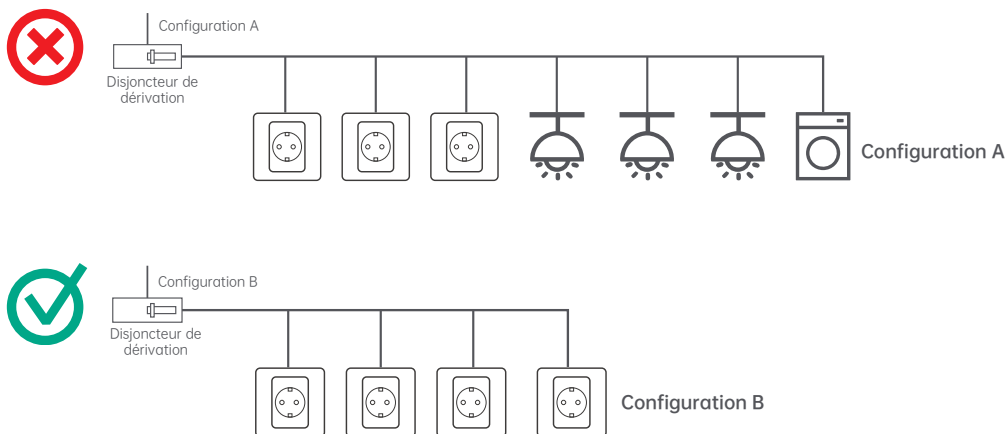 Configuration A
Disjoncteur de
dérivation
Configuration A
Configuration B
Disjoncteur de
dérivation
Configuration B